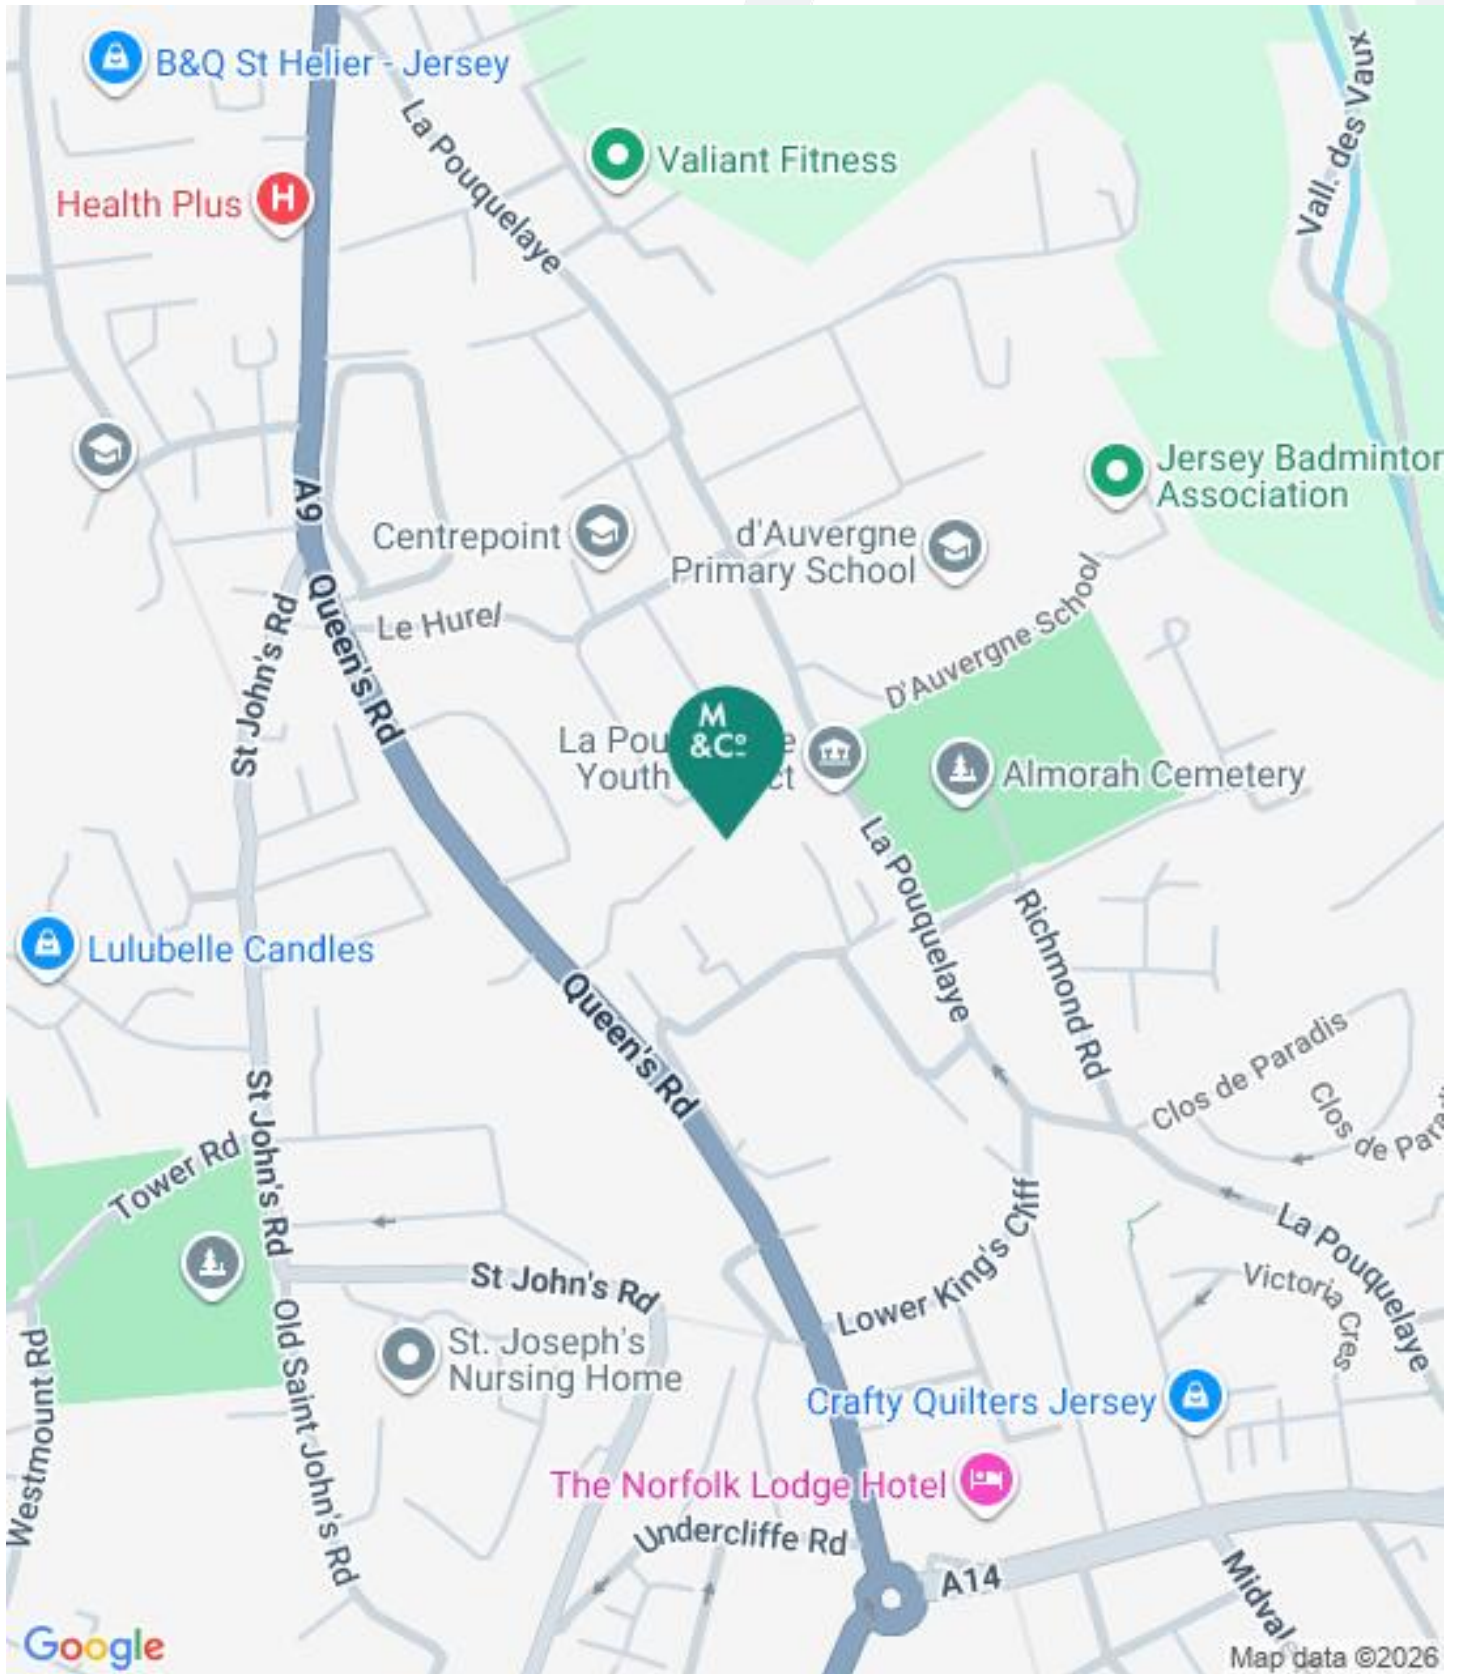 B&Q St Helier - Jersey
Health Plus
La Pouquelaye
Valiant Fitness
Vall. des Vaux
Jersey Badminton
Association
A9
Centrepoint
d'Auvergne
Primary School
D'Auvergne School
Le Hurel
St John's Rd
Queen's Rd
M
&Co
La Pou
e
Youth
ct
Almorah Cemetery
La Pouquelaye
Richmond Rd
Lulubelle Candles
Queen's Rd
Clos de Paradis
Clos de Paradis
St John's Rd
Tower Rd
St John's Rd
Lower King's Cliff
La Pouquelaye
Victoria Cres
Westmount Rd
Old Saint John's Rd
St. Joseph's
Nursing Home
Crafty Quilters Jersey
The Norfolk Lodge Hotel
Undercliffe Rd
A14
Midval
Google
Map data ©2026